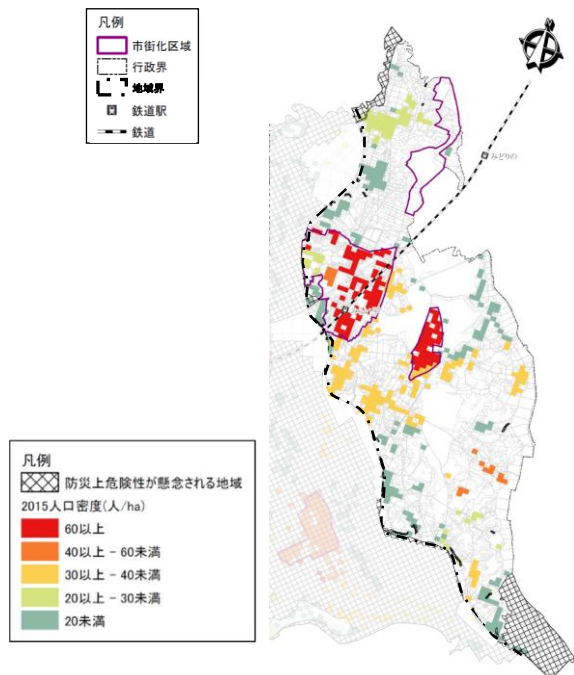 凡例
市街化区域
行政界
地域界
鉄道駅
鉄道
みどりの
凡例
防災上危険性が懸念される地域
2015人口密度(人/ha)
60以上
40以上 - 60未満
30以上 - 40未満
20以上 - 30未満
20未満